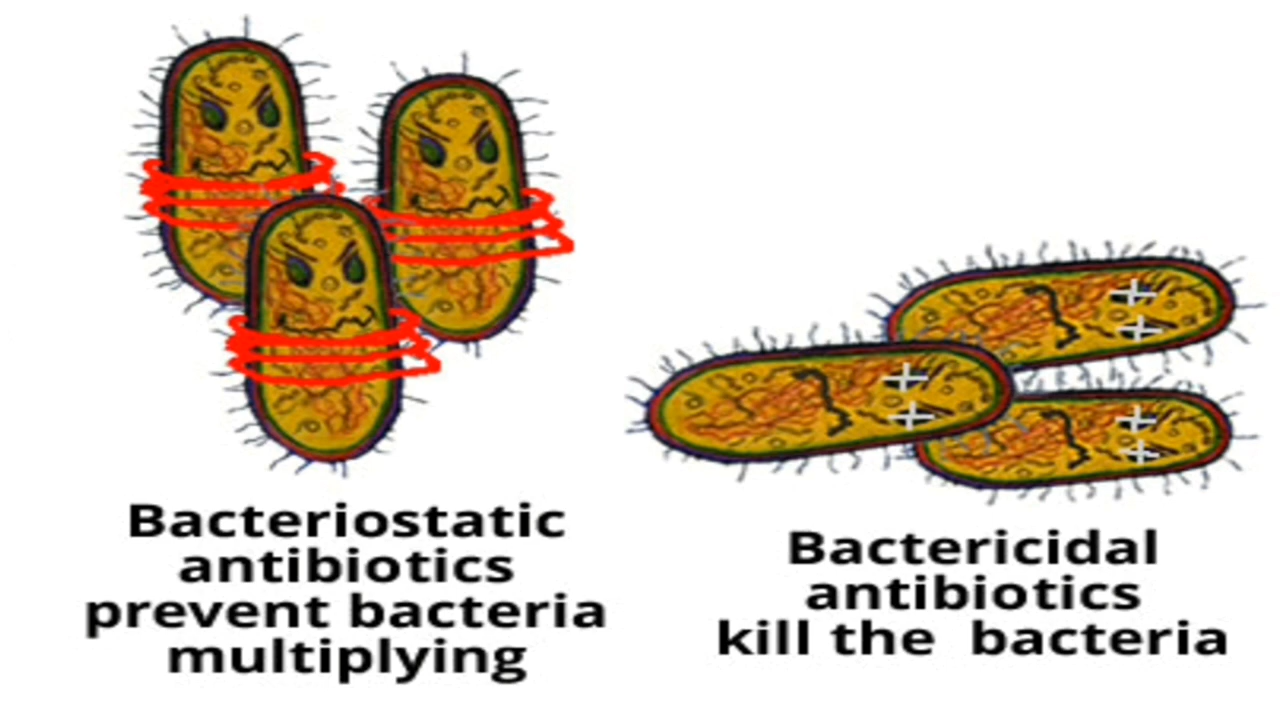 Bacteriostatic
antibiotics
prevent bacteria
multiplying
Bactericidal
antibiotics
kill the  bacteria